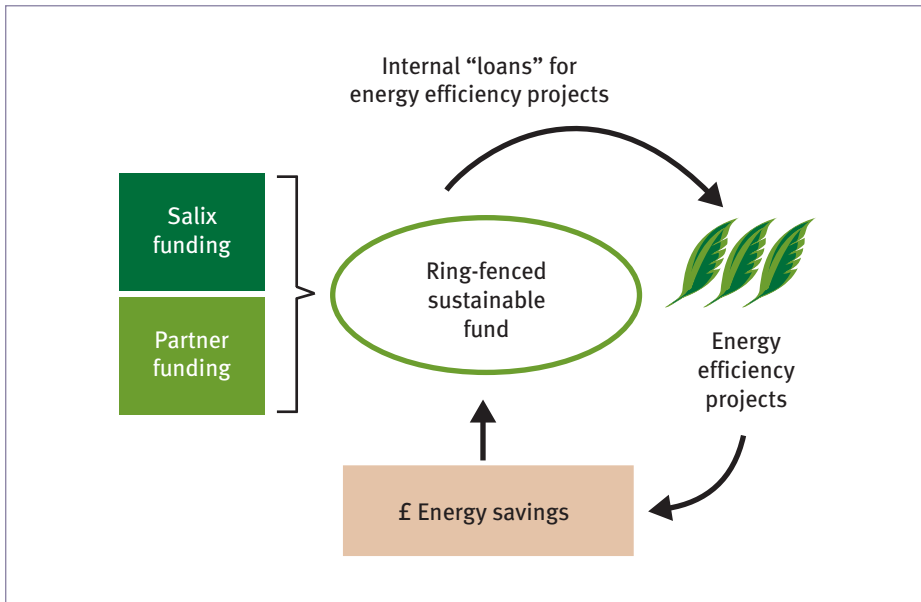 Internal “loans” for
energy efficiency projects
Salix
funding
Partner
funding
Ring-fenced
sustainable
fund
Energy
efficiency
projects
£ Energy savings